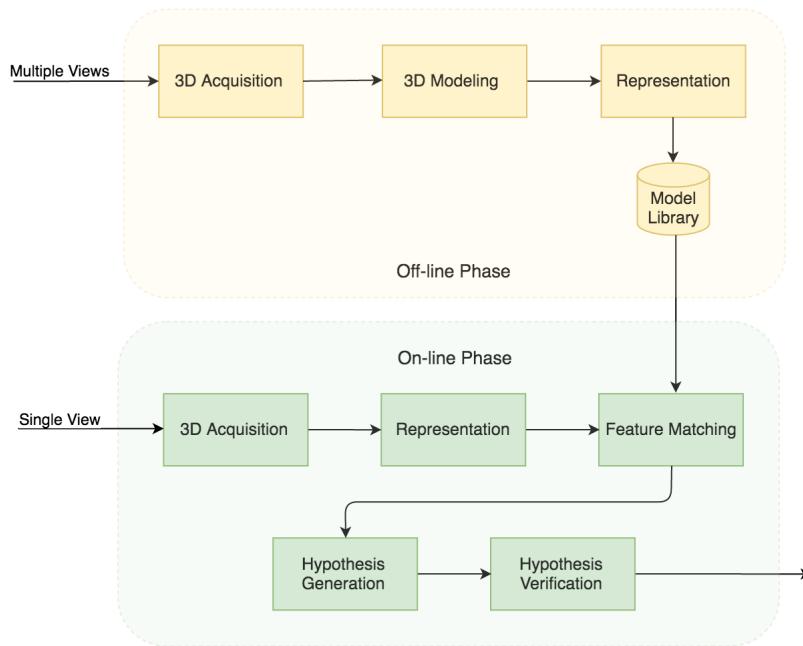 Multiple Views
3D Acquisition
3D Modeling
Representation
Model
Library
Off-line Phase
On-line Phase
Single View
3D Acquisition
Representation
Feature Matching
Hypothesis
Generation
Hypothesis
Verification